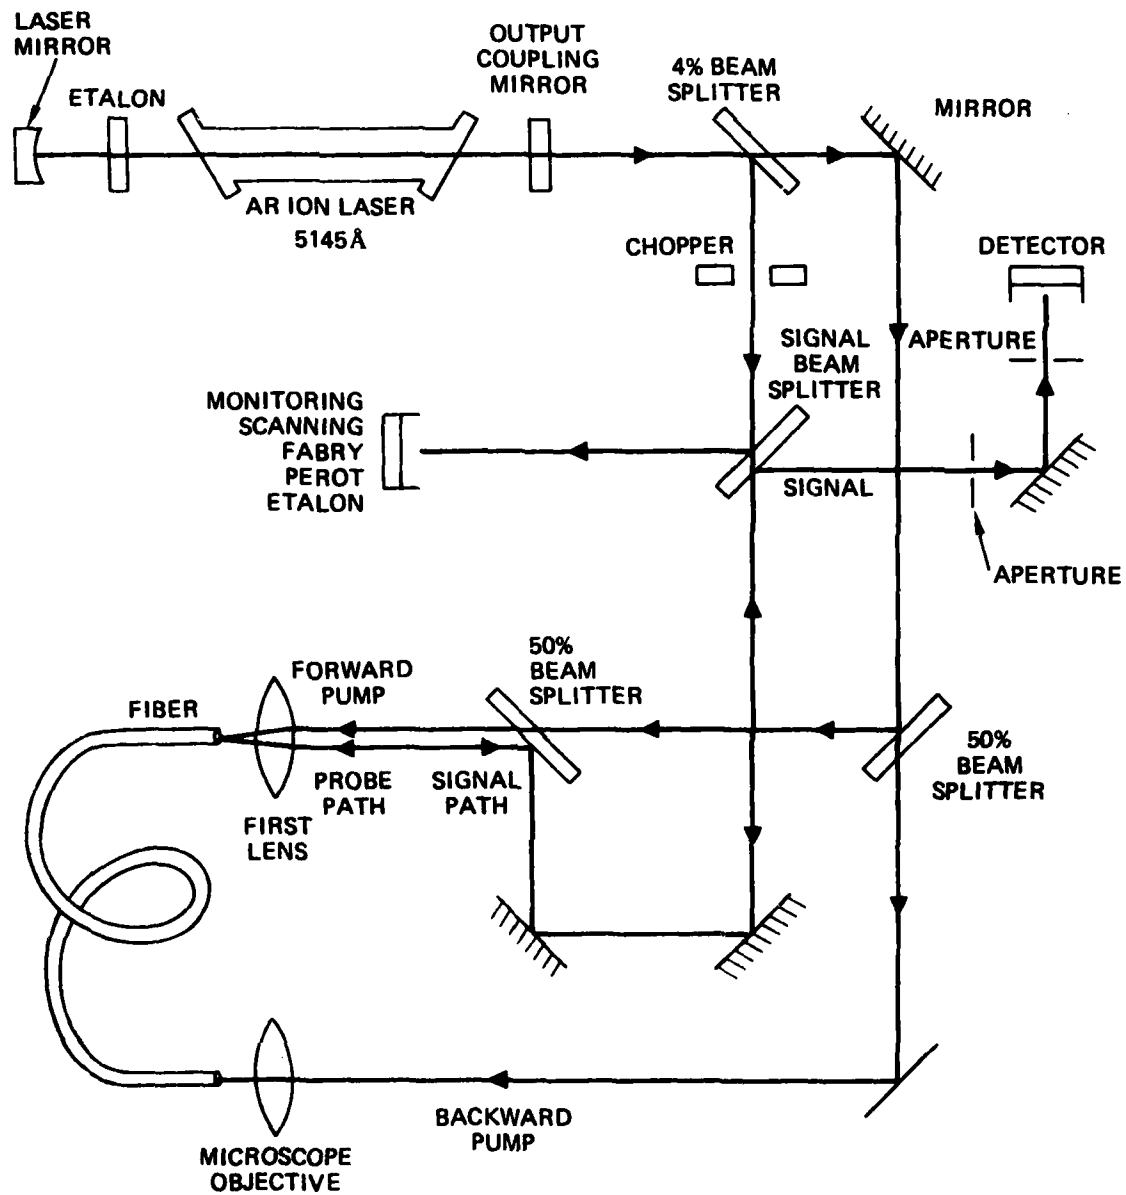 LASER
MIRROR
ETALON
OUTPUT
COUPLING
MIRROR
4% BEAM
SPLITTER
MIRROR
AR ION LASER
5145Å
CHOPPER
DETECTOR
SIGNAL
BEAM
SPLITTER
APERTURE
MONITORING
SCANNING
FABRY
PEROT
ETALON
SIGNAL
APERTURE
50%
BEAM
SPLITTER
FORWARD
PUMP
FIBER
50%
BEAM
SPLITTER
PROBE
PATH
SIGNAL
PATH
FIRST
LENS
BACKWARD
PUMP
MICROSCOPE
OBJECTIVE